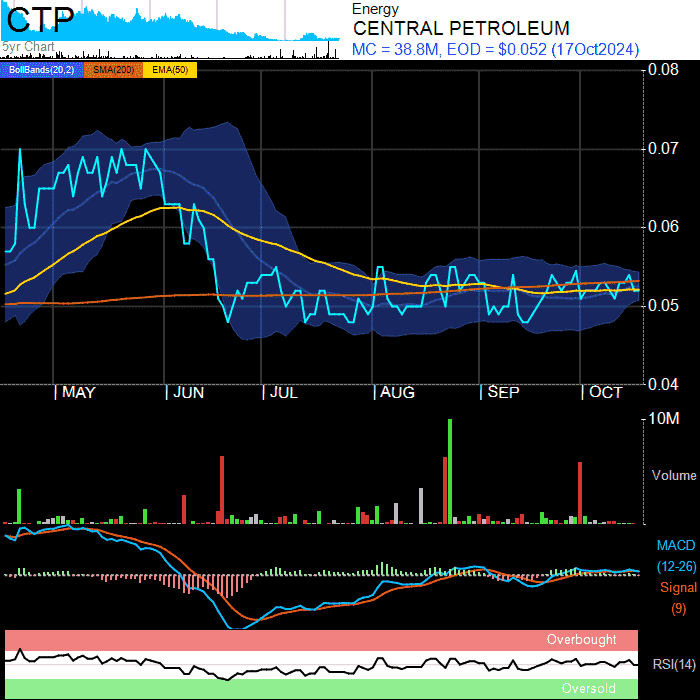 CTP
5yr Chart
Energy
CENTRAL PETROLEUM
MC = 38.8M, EOD = $0.052 (17Oct2024)
BollBands(20,2) SMA(200) EMA(50)
0.08
0.07
0.06
0.05
0.04
MAY JUN JUL AUG SEP OCT
10M
Volume
MACD
(12-26)
Signal
(9)
Overbought
RSI(14)
Oversold